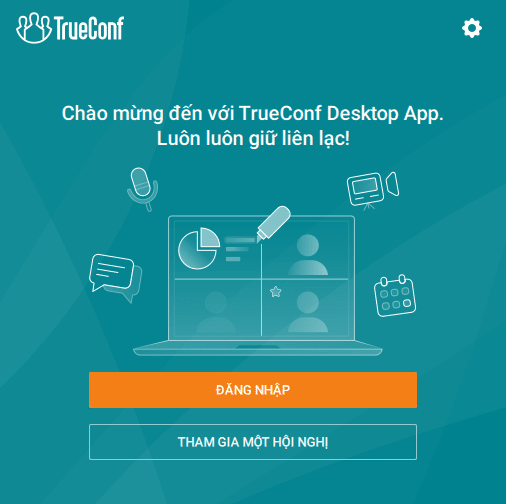 TrueConf
Chào mừng đến với TrueConf Desktop App.
Luôn luôn giữ liên lạc!
ĐĂNG NHẬP
THAM GIA MỘT HỘI NGHỊ